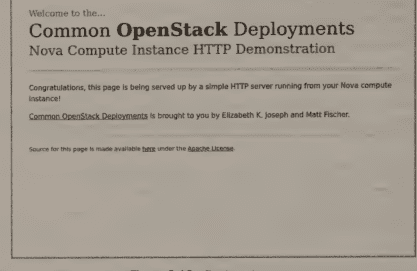 Welcome to the...
Common OpenStack Deployments
Nova Compute Instance HTTP Demonstration
Congratulations, this page is being served up by a simple HTTP server running from your Nova compute
instance!
Common OpenStack Deployments is brought to you by Elizabeth K. Joseph and Matt Fischer.
Source for this page is made available here under the Apache License.